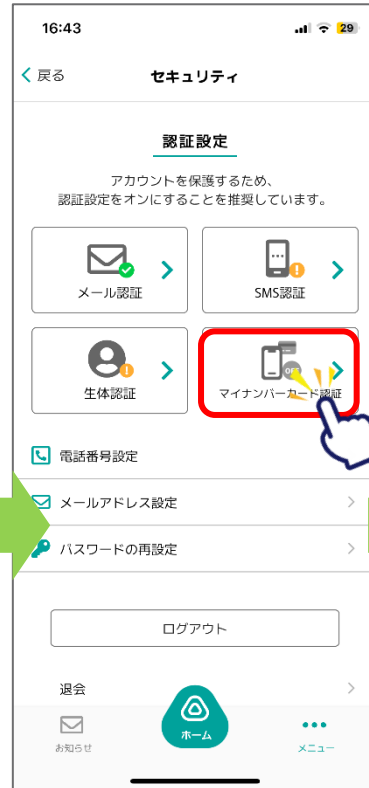 16:43
29
戻る
セキュリティ
認証設定
アカウントを保護するため、
認証設定をオンにすることを推奨しています。
メール認証
SMS認証
生体認証
OFF
マイナンバーカード認証
電話番号設定
メールアドレス設定
パスワードの再設定
ログアウト
退会
お知らせ
ホーム
メニュー